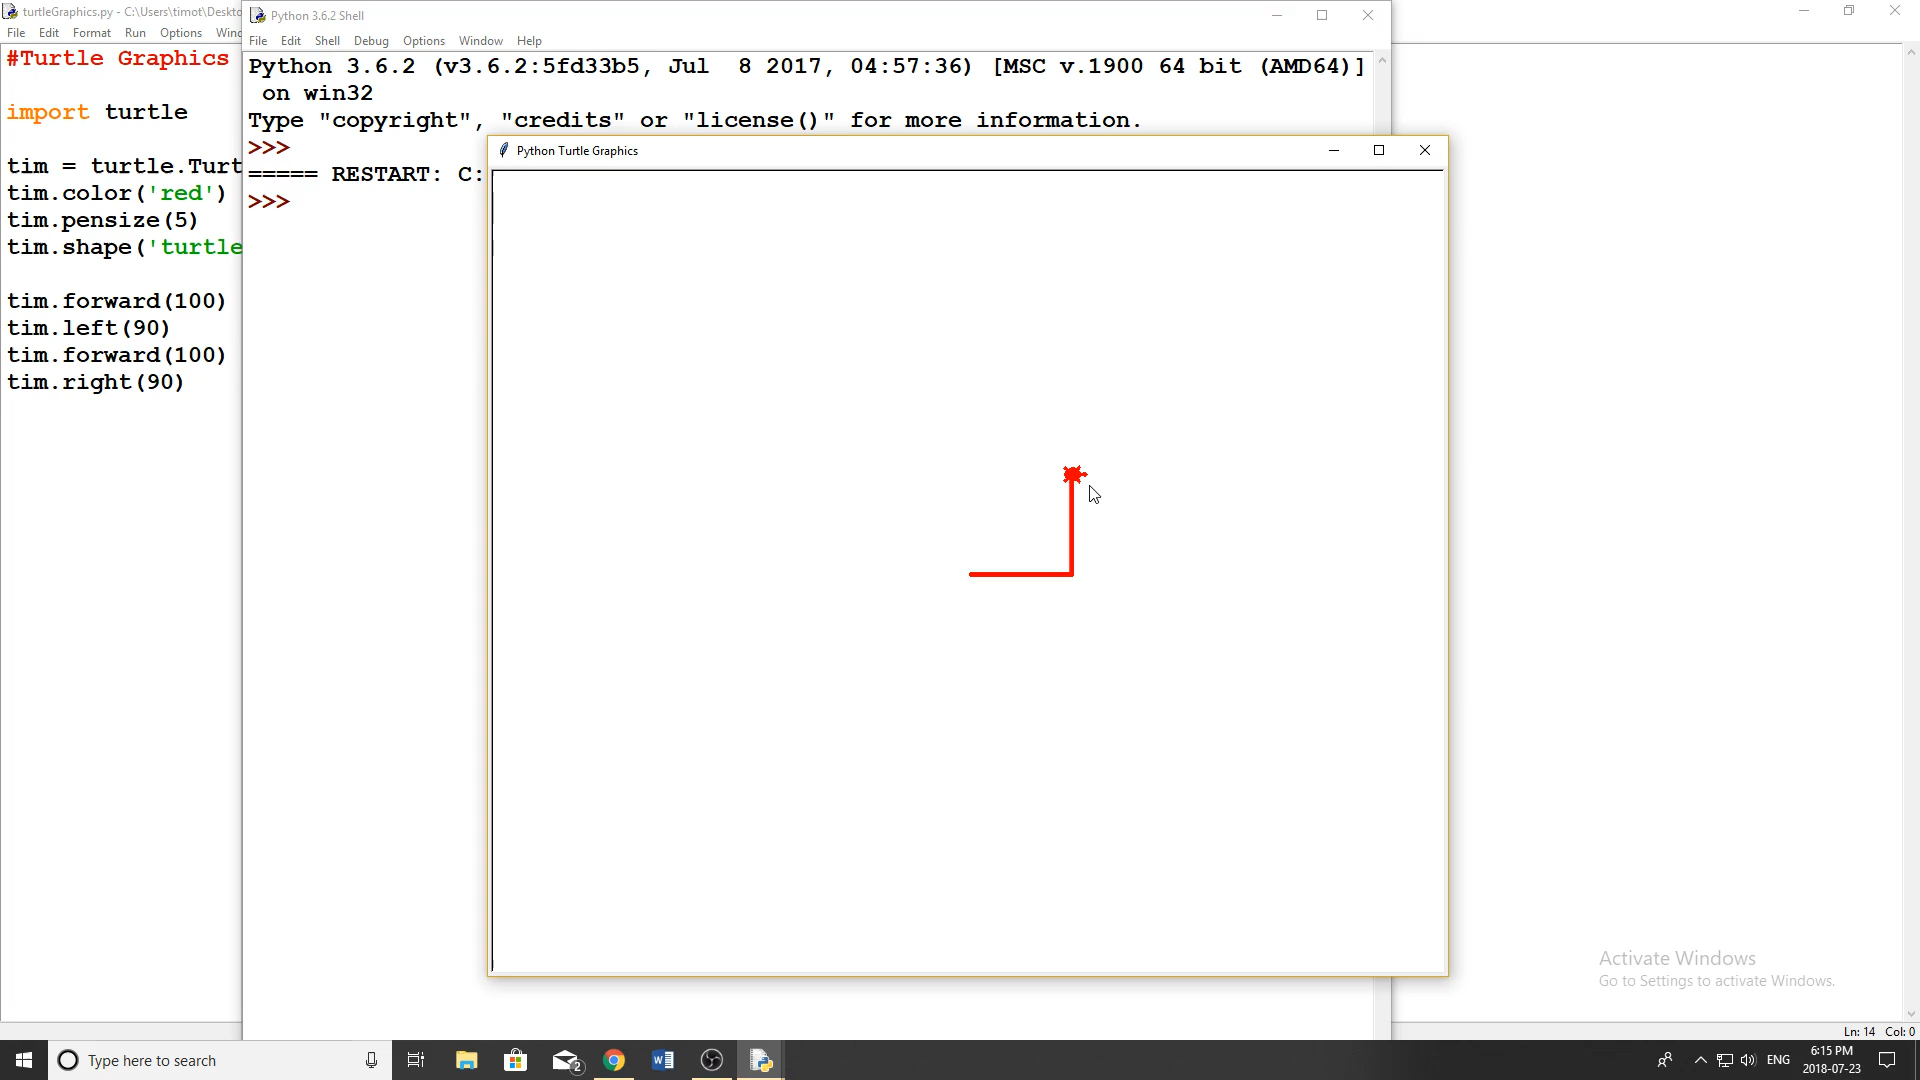 turtleGraphics.py - C:\Users\timot\Deskto
File Edit Format Run Options Wind
#Turtle Graphics
import turtle
tim = turtle.Turt
tim.color('red')
tim.pensize(5)
tim.shape('turtle
tim.forward(100)
tim.left(90)
tim.forward(100)
tim.right(90)
Python 3.6.2 Shell
File Edit Shell Debug Options Window Help
Python 3.6.2 (v3.6.2:5fd33b5, Jul  8 2017, 04:57:36) [MSC v.1900 64 bit (AMD64)]
on win32
Type "copyright", "credits" or "license()" for more information.
>>>
===== RESTART: C:
>>>
Python Turtle Graphics
Activate Windows
Go to Settings to activate Windows.
Ln: 14 Col: 0
Type here to search
2
ENG
6:15 PM
2018-07-23